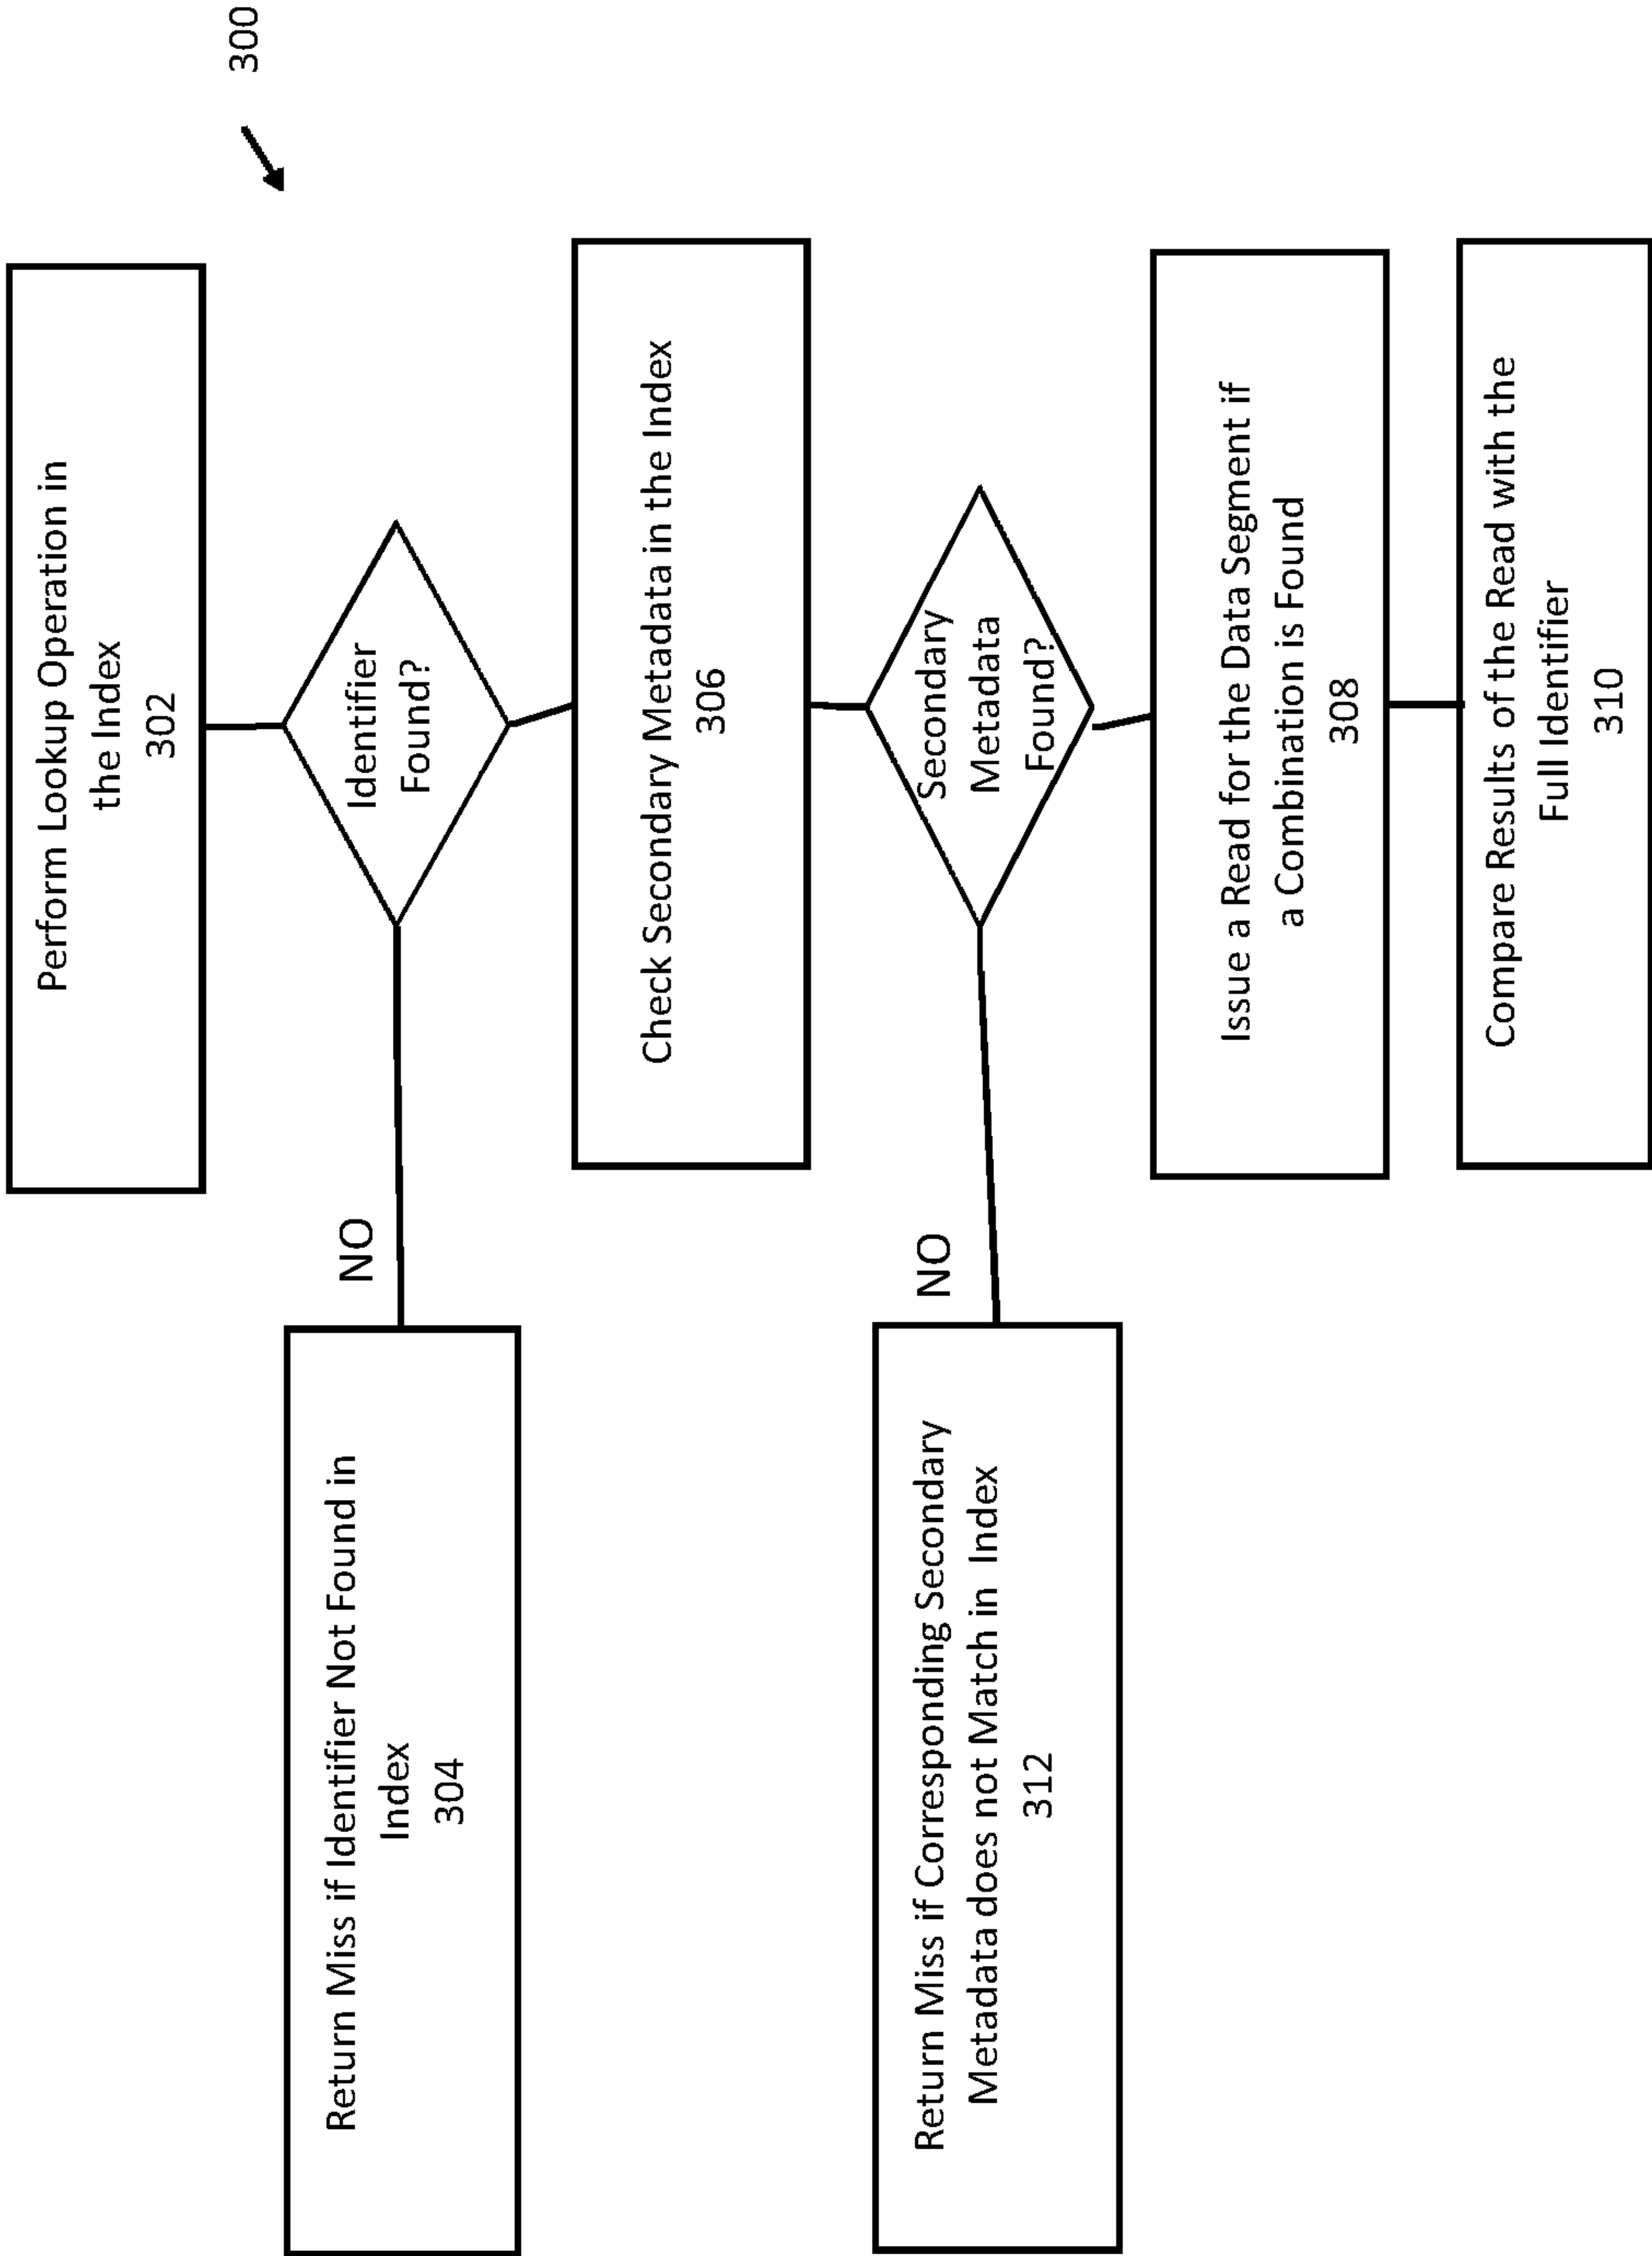 300
Perform Lookup Operation in
the Index
302
Identifier
Found?
NO
Return Miss if Identifier Not Found in
Index
304
Check Secondary Metadata in the Index
306
Secondary
Metadata
Found?
NO
Return Miss if Corresponding Secondary
Metadata does not Match in Index
312
Issue a Read for the Data Segment if
a Combination is Found
308
Compare Results of the Read with the
Full Identifier
310